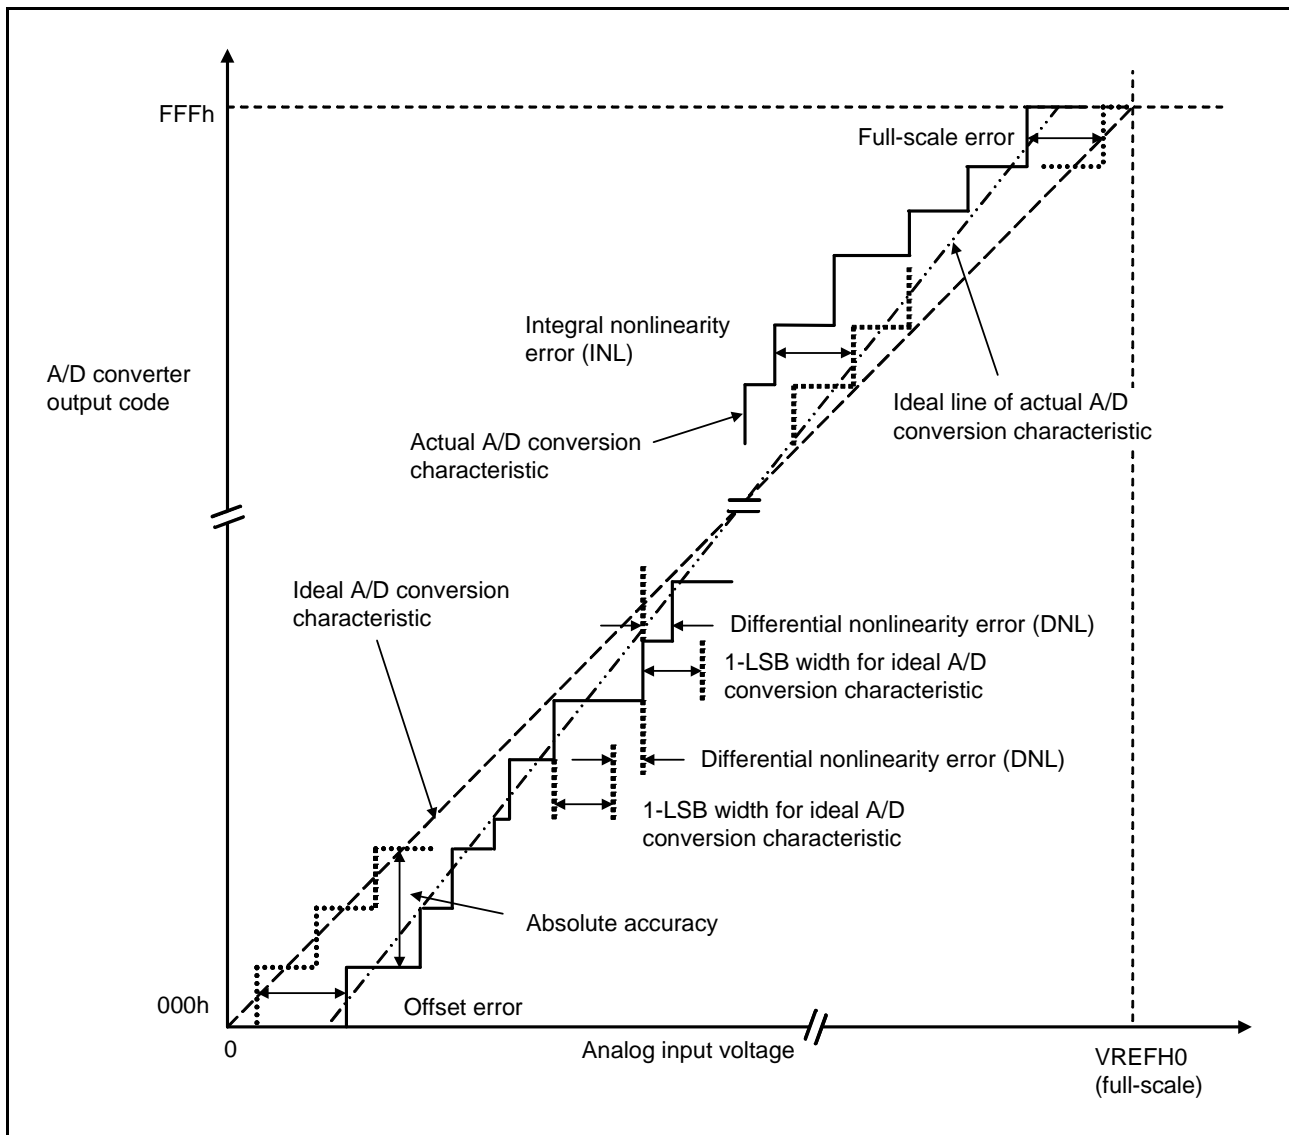 FFFh
Full-scale error
Integral nonlinearity
error (INL)
A/D converter
output code
Ideal line of actual A/D
conversion characteristic
Actual A/D conversion
characteristic
Ideal A/D conversion
characteristic
Differential nonlinearity error (DNL)
1-LSB width for ideal A/D
conversion characteristic
Differential nonlinearity error (DNL)
1-LSB width for ideal A/D
conversion characteristic
Absolute accuracy
000h
Offset error
0
Analog input voltage
VREFH0
(full-scale)